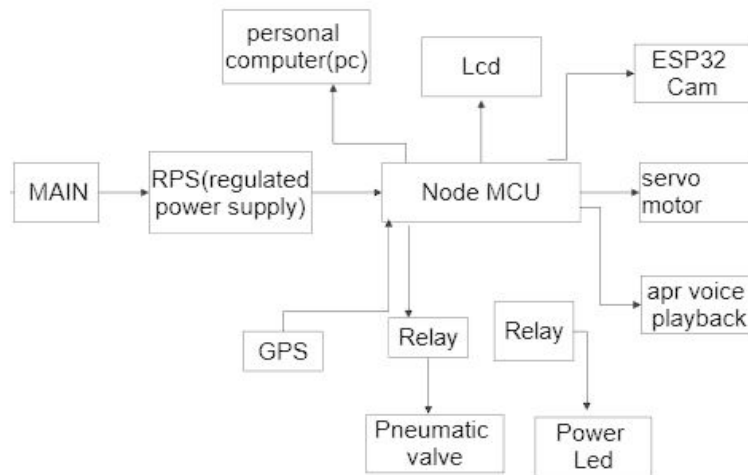 personal
computer(pc)
Lcd
ESP32
Cam
MAIN
RPS(regulated
power supply)
Node MCU
servo
motor
apr voice
playback
GPS
Relay
Relay
Pneumatic
valve
Power
Led